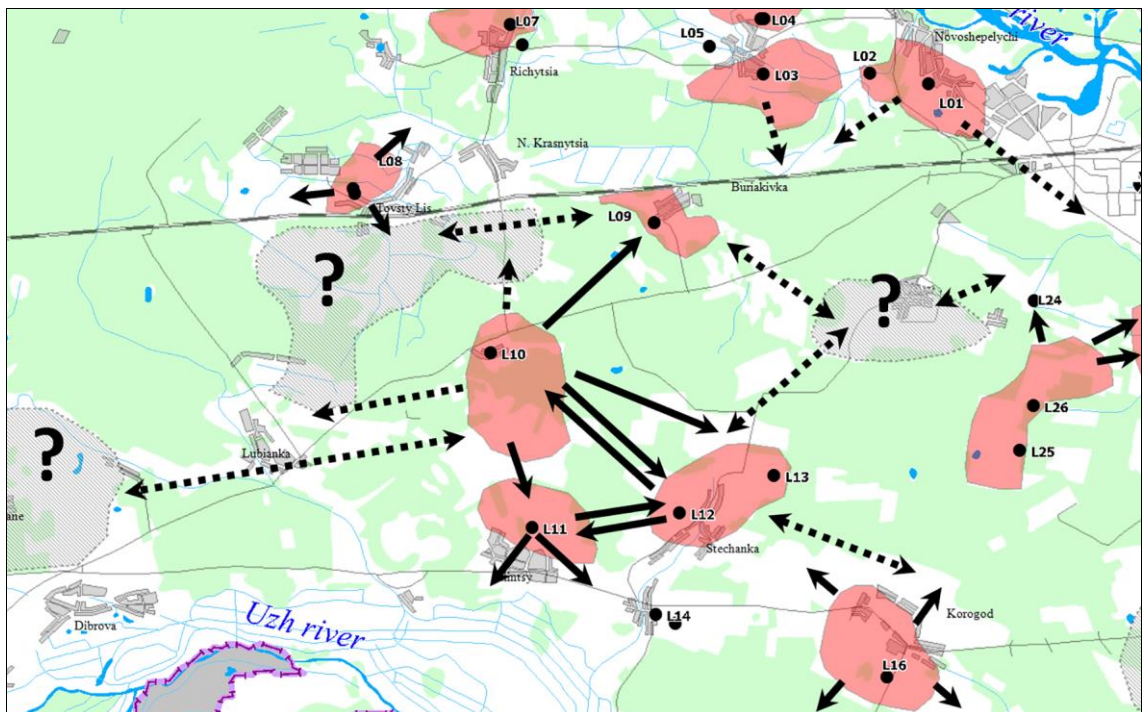 L07
L04
L05
Richytsia
L03
L02
Novoshepelychi
river
L01
L08
N. Krasnytsia
Buriakivka
Tovsty Lis
L09
?
?
L24
L10
L26
?
Lubianka
L25
L13
ane
L12
L11
Stechanka
Dibrova
Uzh river
L14
Korogod
L16